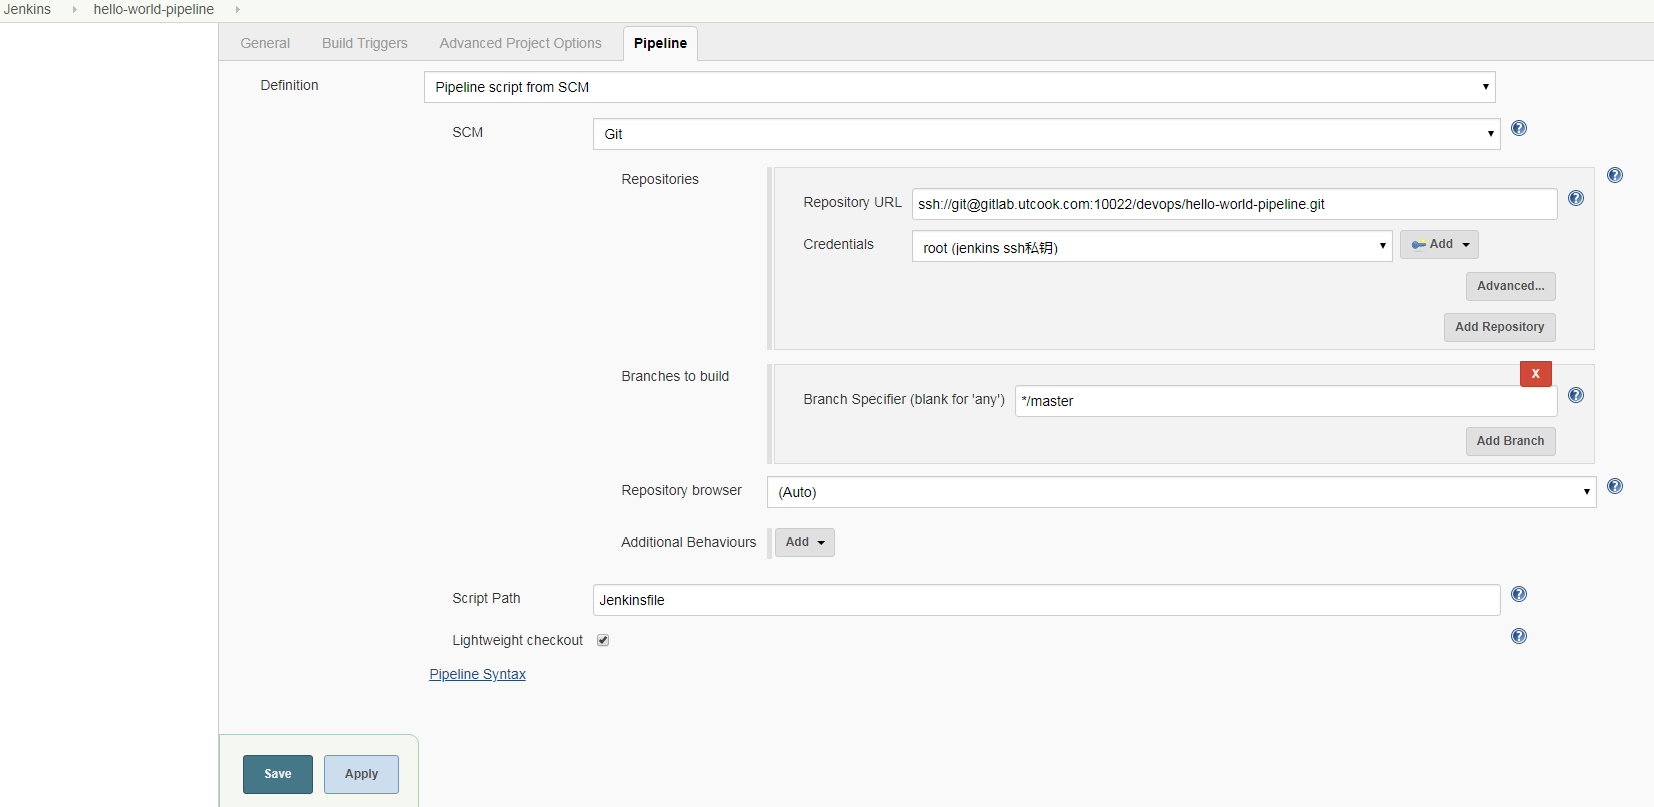 Jenkins hello-world-pipeline
General Build Triggers Advanced Project Options Pipeline
Definition Pipeline script from SCM
SCM Git
Repositories
Repository URL ssh://git@gitlab.utcook.com:10022/devops/hello-world-pipeline.git
Credentials root (jenkins ssh私钥) Add
Advanced...
Add Repository
Branches to build
X
Branch Specifier (blank for 'any') */master
Add Branch
Repository browser (Auto)
Additional Behaviours Add
Script Path Jenkinsfile
Lightweight checkout
Pipeline Syntax
Save Apply